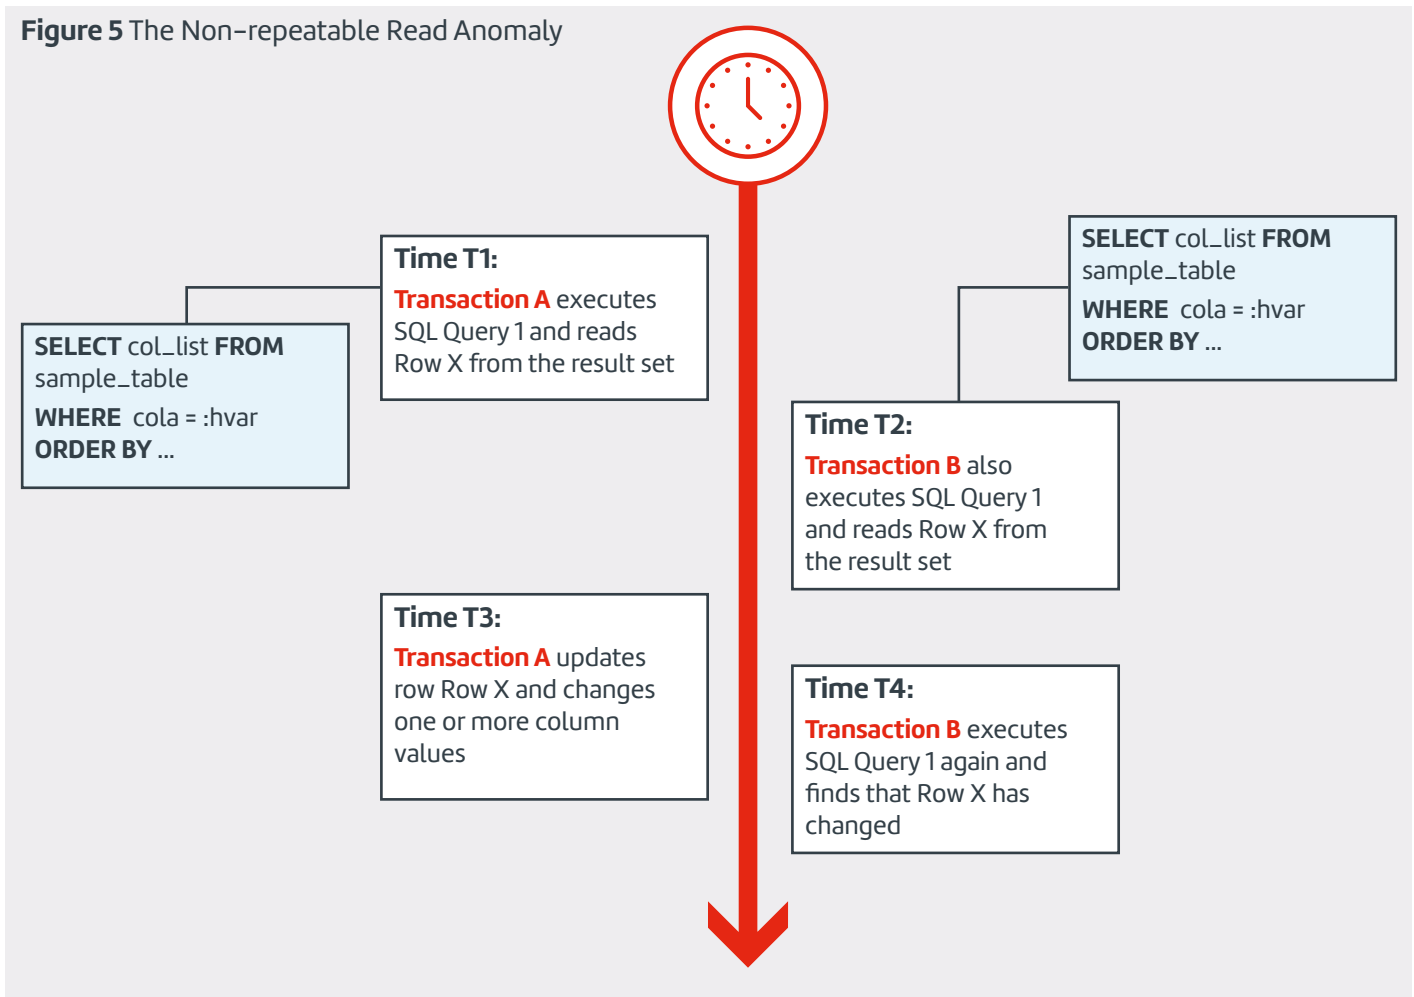 Figure 5 The Non-repeatable Read Anomaly
Time T1:
Transaction A executes
SQL Query 1 and reads
Row X from the result set
SELECT col_list FROM
sample_table
WHERE cola = :hvar
ORDER BY ...
SELECT col_list FROM
sample_table
WHERE cola = :hvar
ORDER BY ...
Time T2:
Transaction B also
executes SQL Query 1
and reads Row X from
the result set
Time T3:
Transaction A updates
row Row X and changes
one or more column
values
Time T4:
Transaction B executes
SQL Query 1 again and
finds that Row X has
changed